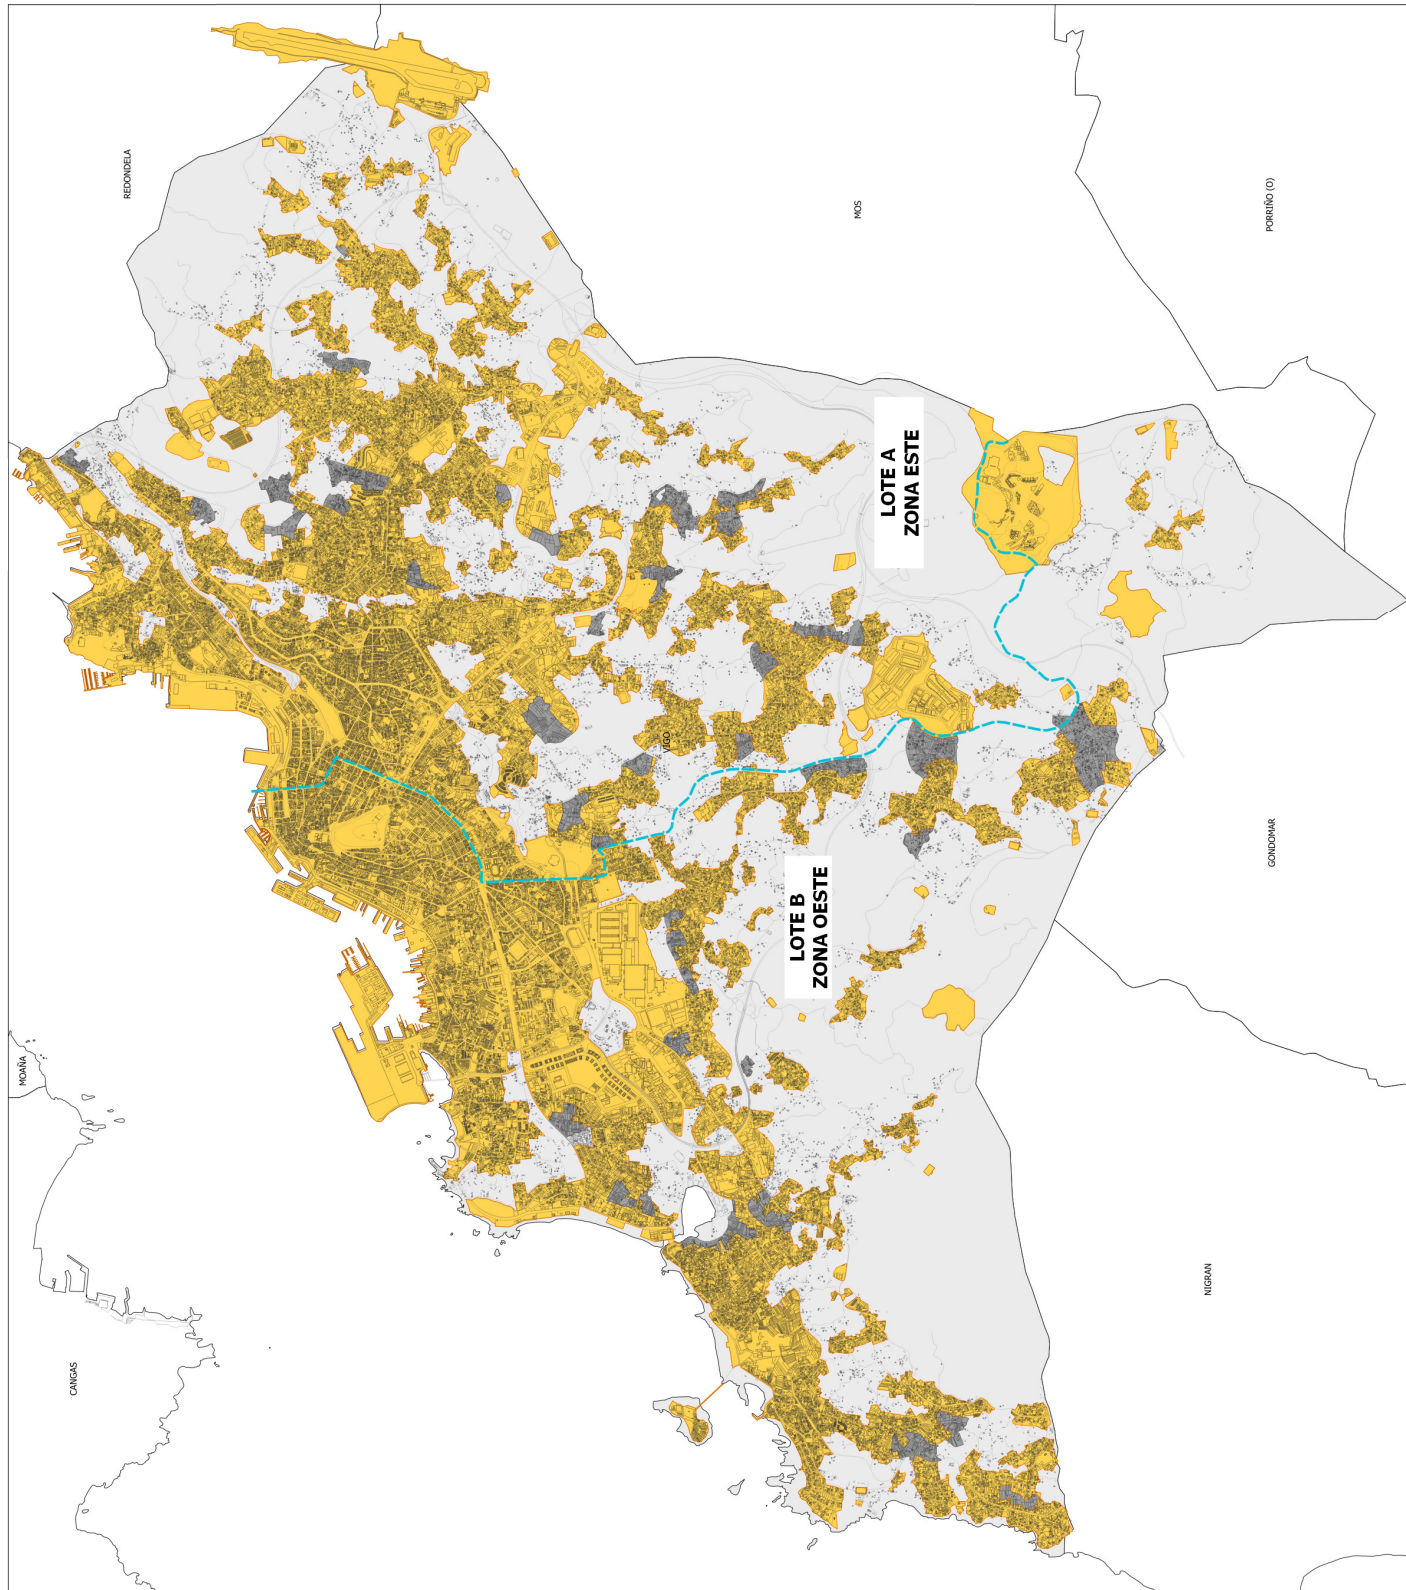 REDONDELA
MOS
PORRIÑO (O)
LOTE A
ZONA ESTE
VIGO
MOAÑA
LOTE B
ZONA OESTE
GONDOMAR
CANGAS
NIGRAN